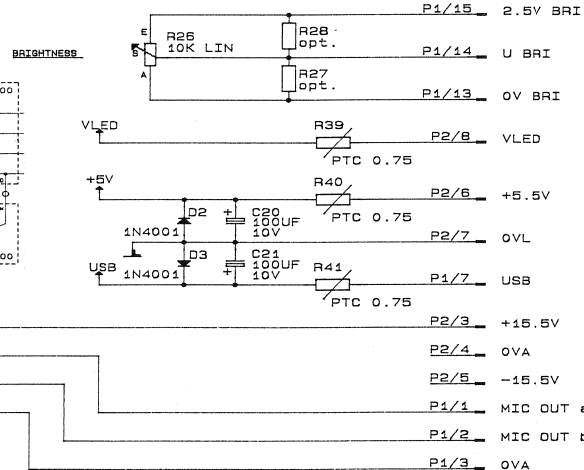 P1/15 2.5V BRI
E
R26
10K LIN
R28
opt.
BRIGHTNESS
S
P1/14 U BRI
A
R27
opt.
P1/13 0V BRI
VLED
R39
PTC 0.75
P2/8 VLED
+5V
R40
PTC 0.75
P2/6 +5.5V
D2
1N4001
+ C20
100UF
10V
P2/7 0VL
D3
1N4001
C21
100UF
+ 10V
USB
R41
PTC 0.75
P1/7 USB
P2/3 +15.5V
P2/4 0VA
P2/5 -15.5V
P1/1 MIC OUT
P1/2 MIC OUT
P1/3 0VA